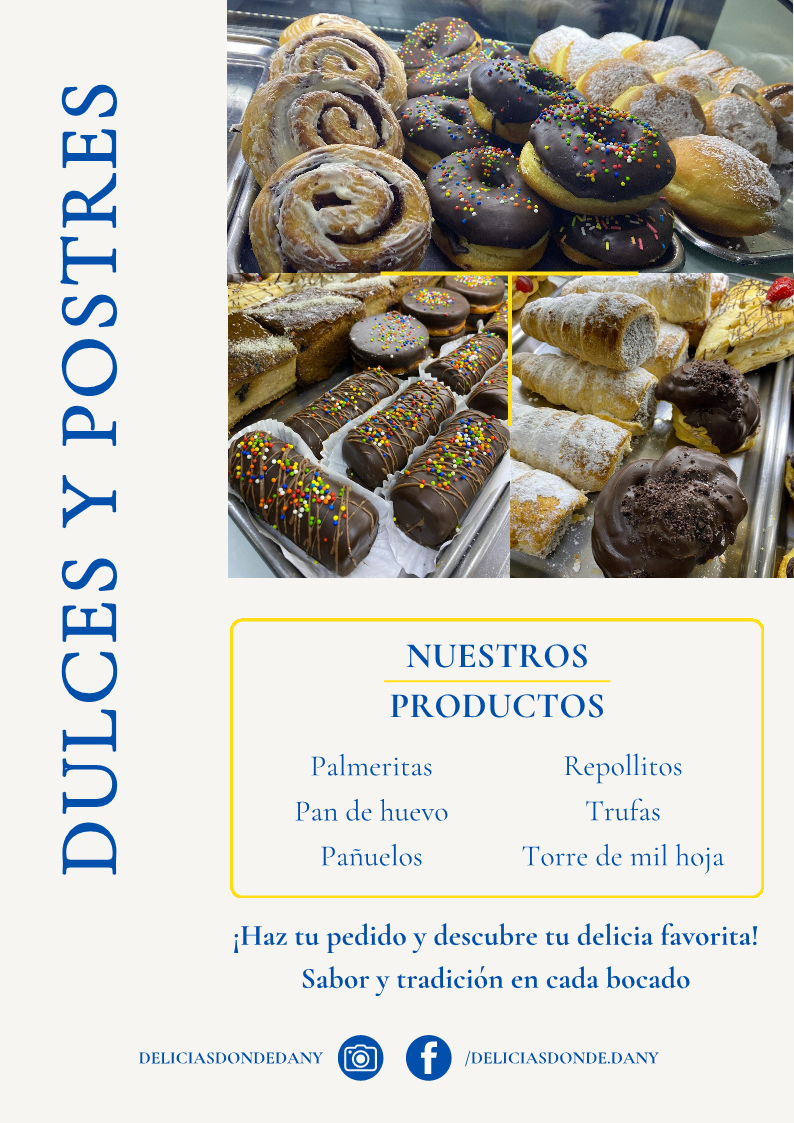 DULCES Y POSTRES
NUESTROS
PRODUCTOS
Palmeritas
Pan de huevo
Pañuelos
Repollitos
Trufas
Torre de mil hoja
¡Haz tu pedido y descubre tu delicia favorita!
Sabor y tradición en cada bocado
DELICIASDONDEDANY
/DELICIASDONDE.DANY